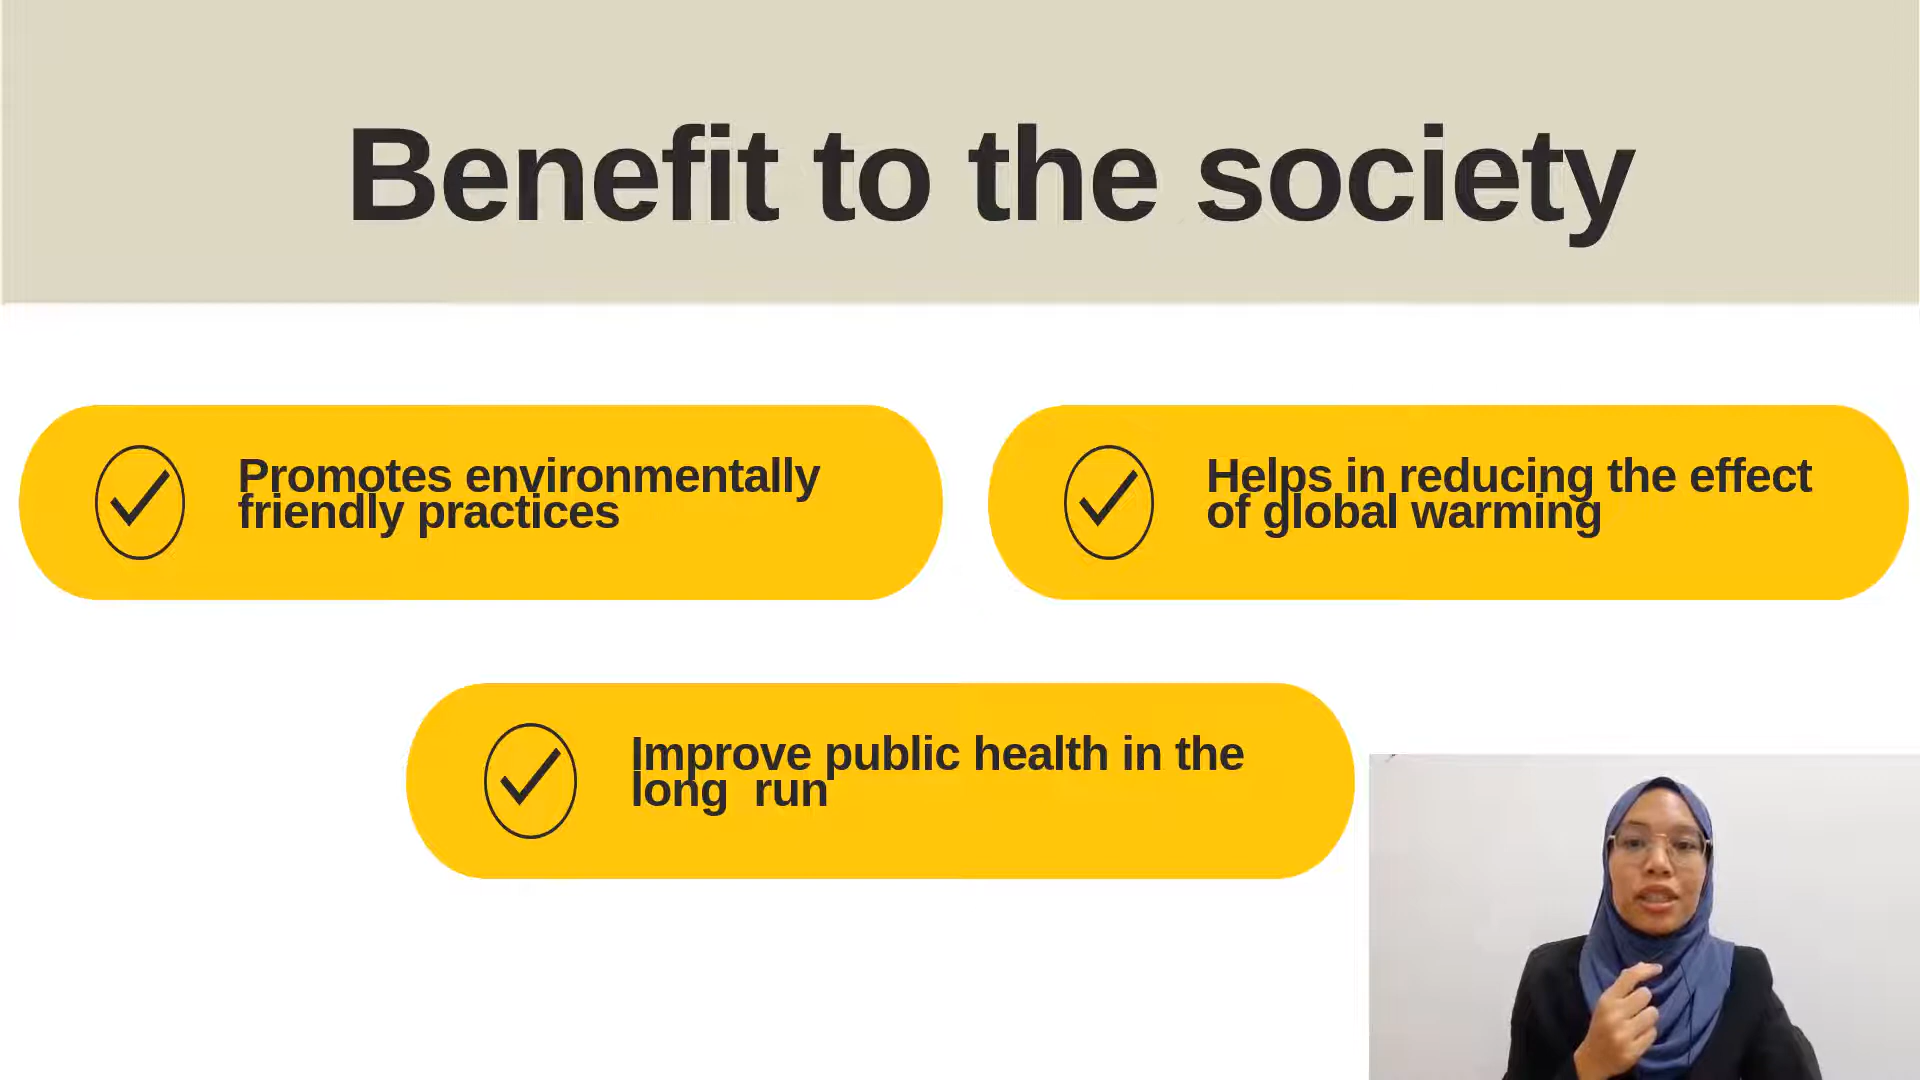 Benefit to the society
Promotes environmentally
friendly practices
Helps in reducing the effect
of global warming
Improve public health in the
long  run